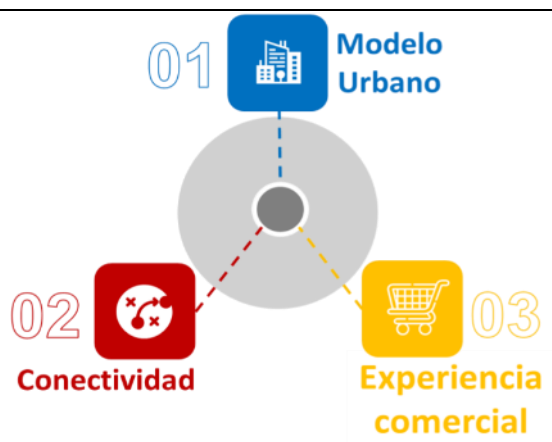 01
Modelo
Urbano
02
Conectividad
03
Experiencia
comercial